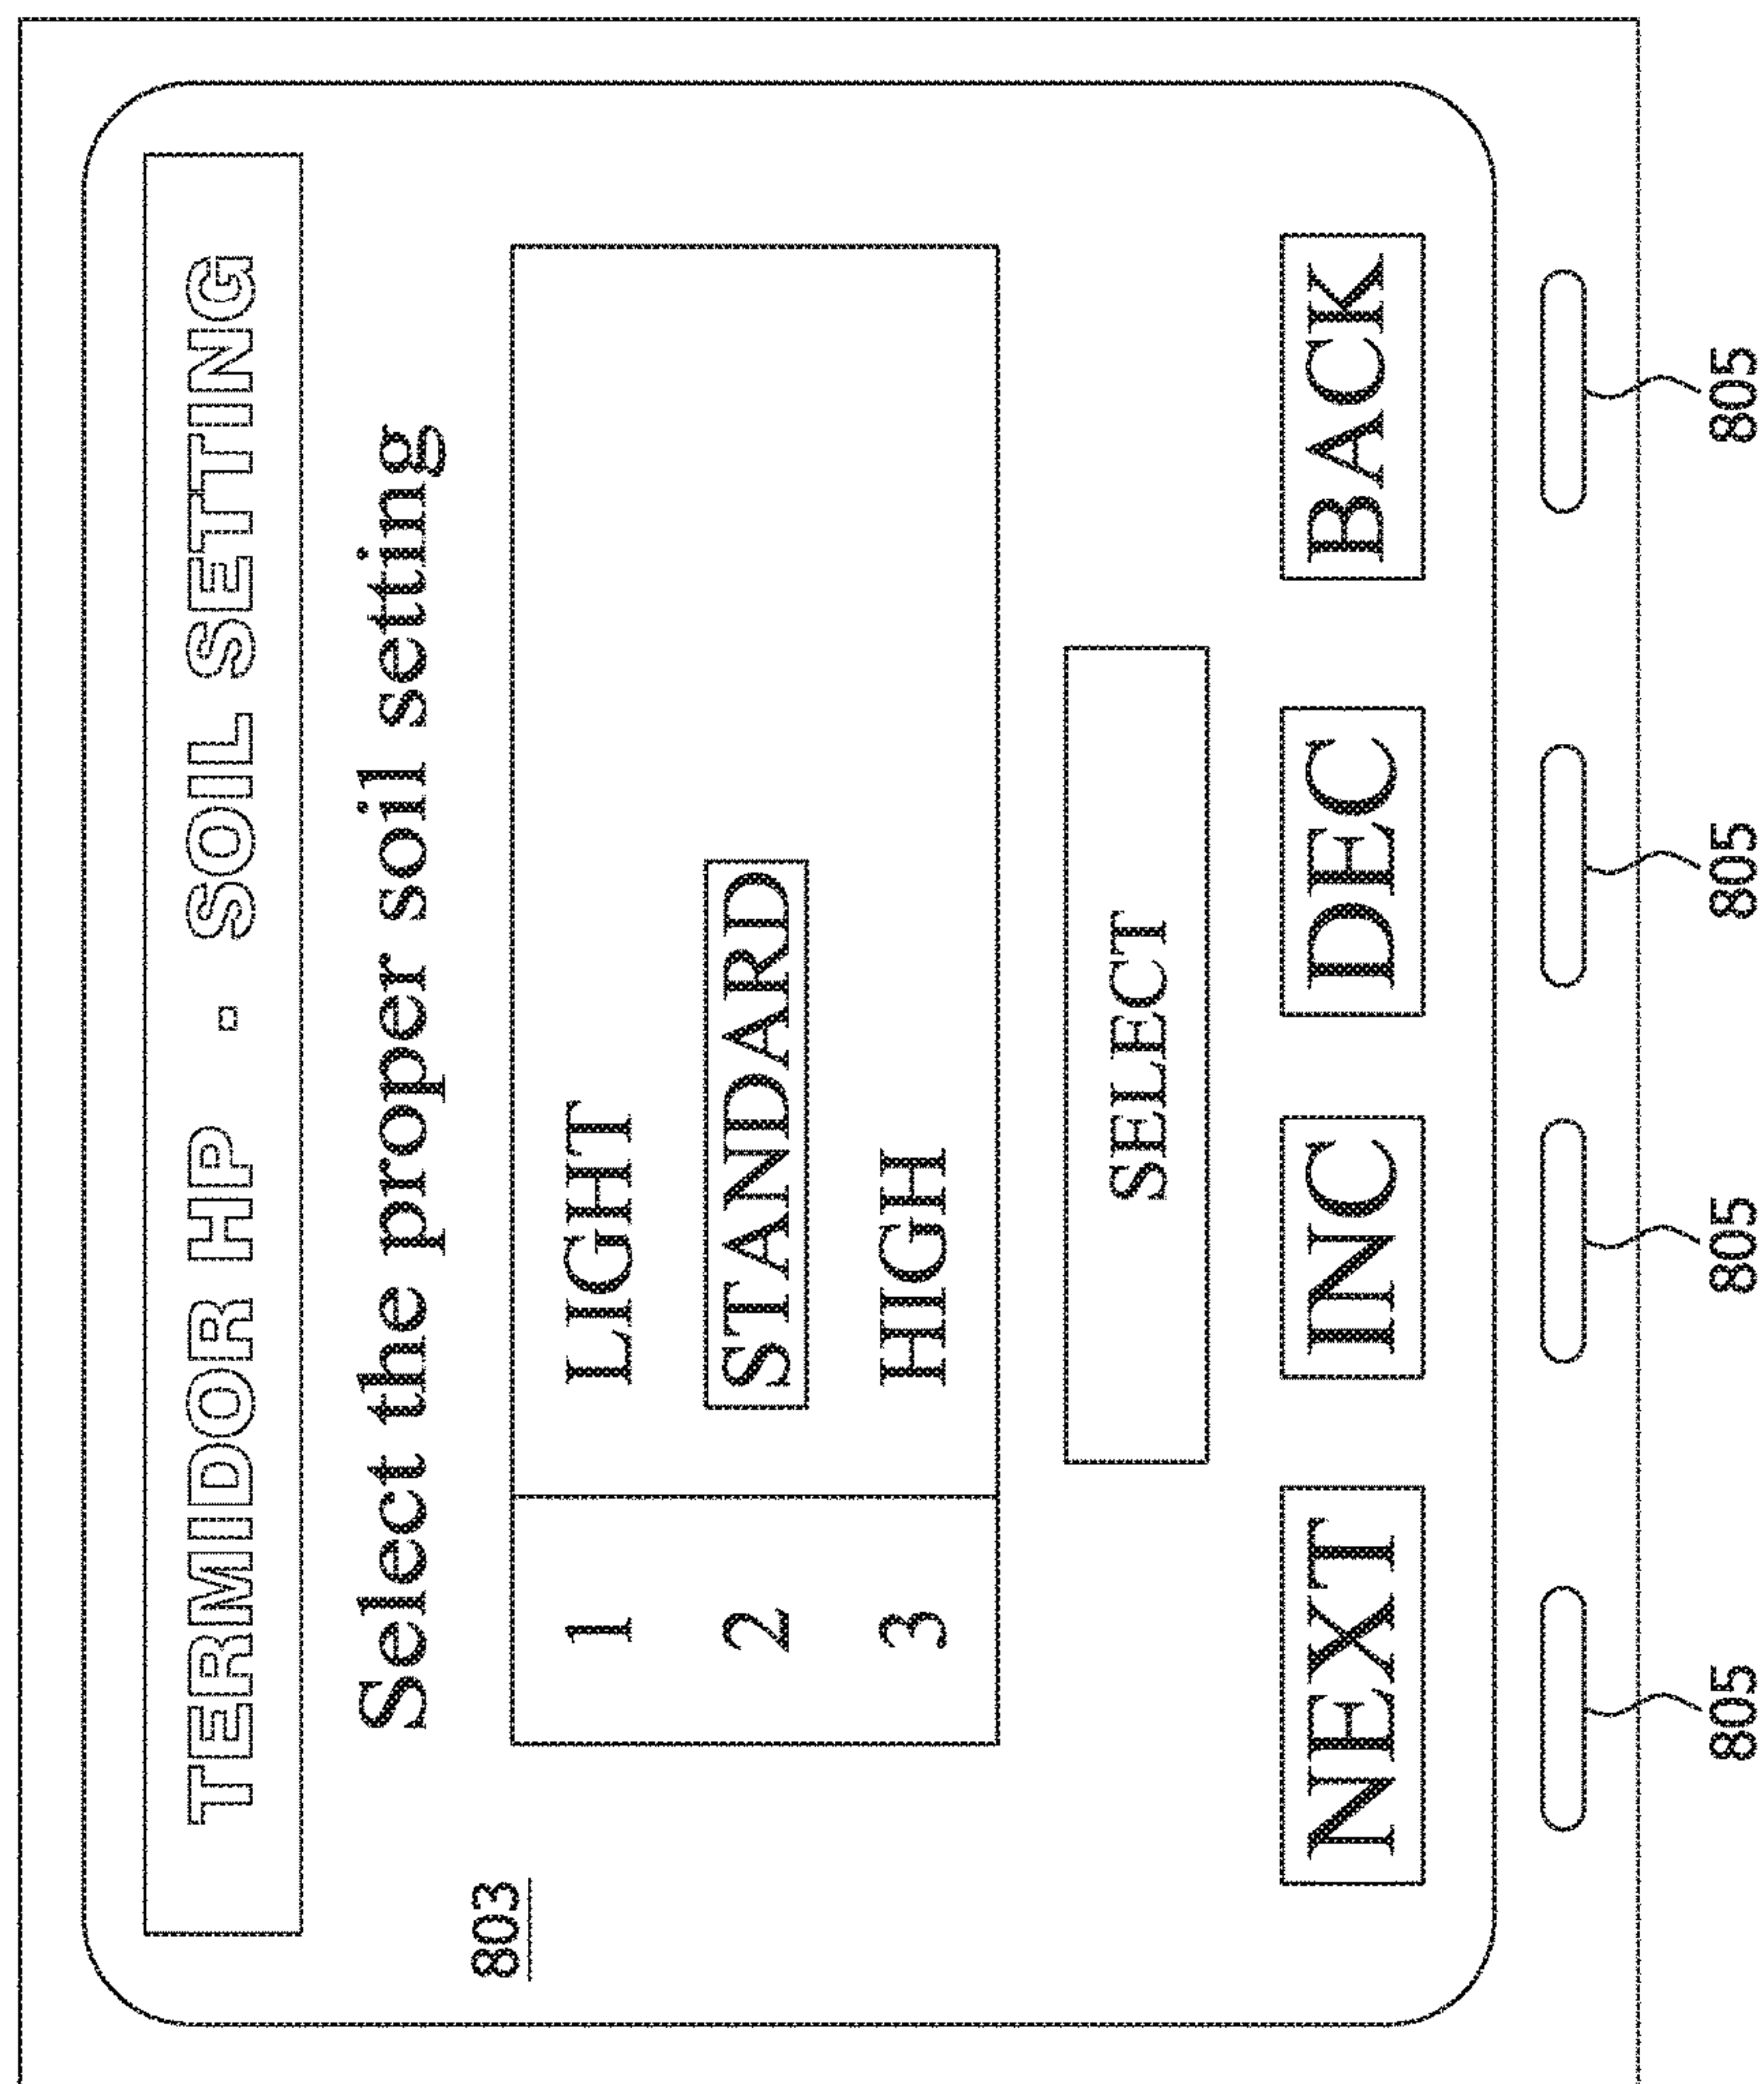 TERMIDOR HP - SOIL SETTING
Select the proper soil setting
803
1 LIGHT
2 STANDARD
3 HIGH
SELECT
NEXT INC DEC BACK
805 805 805 805